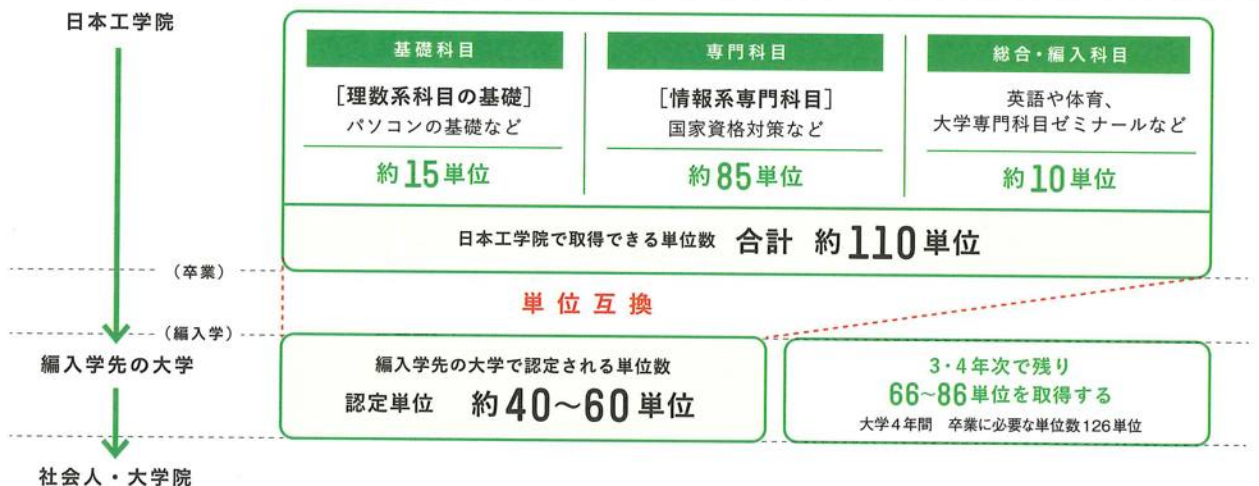 日本工学院
基礎科目
[理数系科目の基礎]
パソコンの基礎など
約15単位
専門科目
[情報系専門科目]
国家資格対策など
約85単位
総合・編入科目
英語や体育、
大学専門科目ゼミナールなど
約10単位
日本工学院で取得できる単位数 合計 約110単位
(卒業)
単位互換
(編入学)
編入学先の大学
編入学先の大学で認定される単位数
認定単位 約40～60単位
3・4年次で残り
66～86単位を取得する
大学4年間 卒業に必要な単位数126単位
社会人・大学院